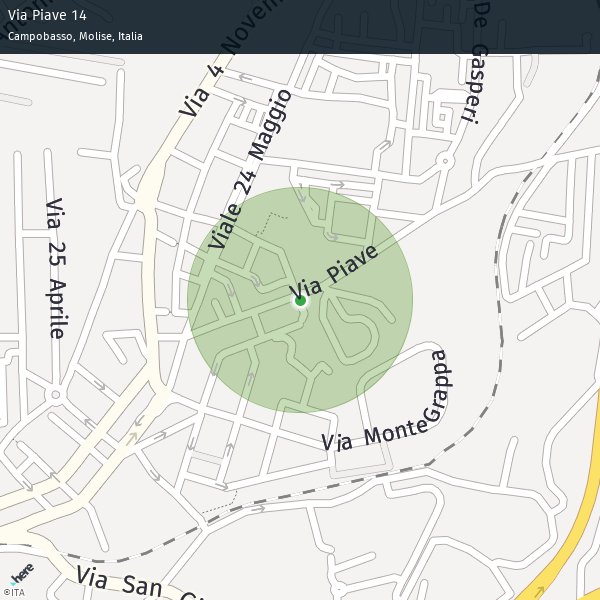 Via Piave 14
Campobasso, Molise, Italia
Via 4 Novem
De Gasperi
Viale 24 Maggio
Via 25 Aprile
Via Piave
Via MonteGrappa
Via San Gi
here
©ITA